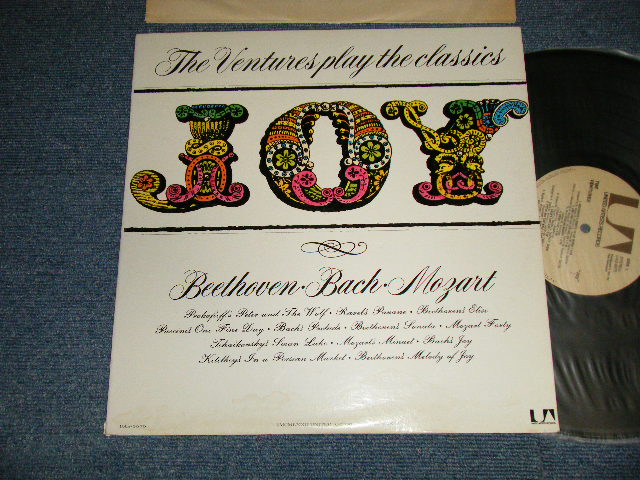 The Ventures play the classics
JOY
Beethoven · Bach · Mozart
Prokofieff's Peter and The Wolf · Ravel's Pavane · Beethoven's Elise
Puccini's One Fine Day · Bach's Prelude · Beethoven's Sonata · Mozart Forty
Tchaikovsky's Swan Lake · Mozart's Minuet · Bach's Joy
Ketelbey's In a Persian Market · Beethoven's Melody of Joy
UA